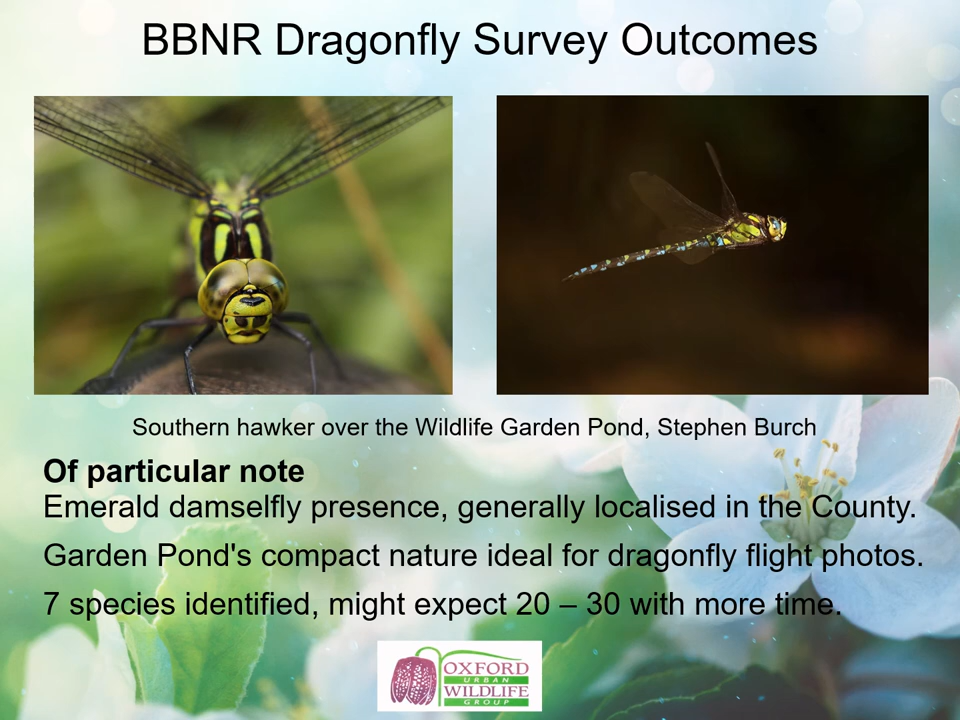 BBNR Dragonfly Survey Outcomes
Southern hawker over the Wildlife Garden Pond, Stephen Burch
Of particular note
Emerald damselfly presence, generally localised in the County.
Garden Pond's compact nature ideal for dragonfly flight photos.
7 species identified, might expect 20 – 30 with more time.
OXFORD
URBAN
WILDLIFE
GROUP